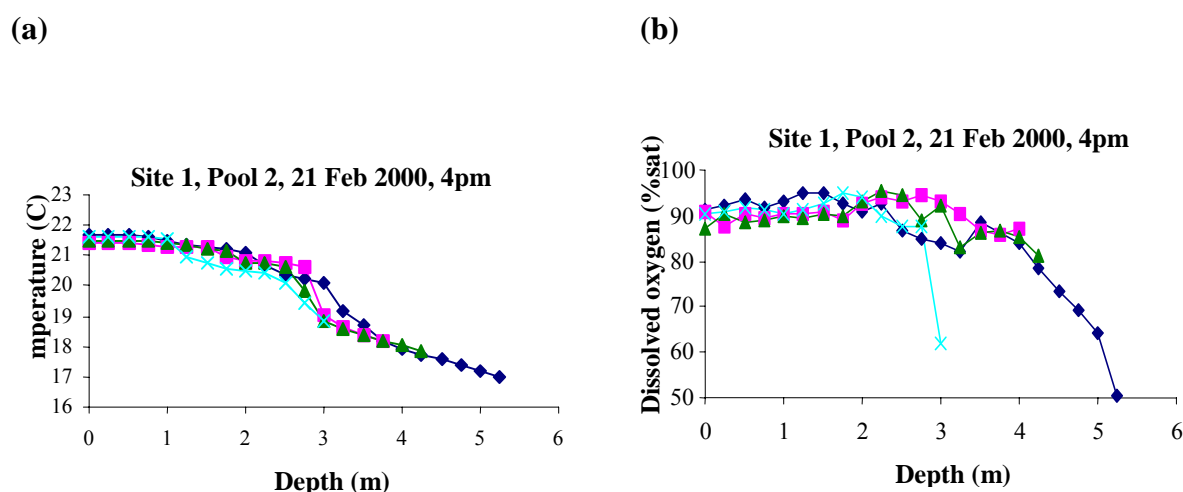 (a)
Site 1, Pool 2, 21 Feb 2000, 4pm
mperature (C)
23
22
21
20
19
18
17
16
0 1 2 3 4 5 6
Depth (m)
(b)
Site 1, Pool 2, 21 Feb 2000, 4pm
Dissolved oxygen (%sat)
100
90
80
70
60
50
0 1 2 3 4 5 6
Depth (m)